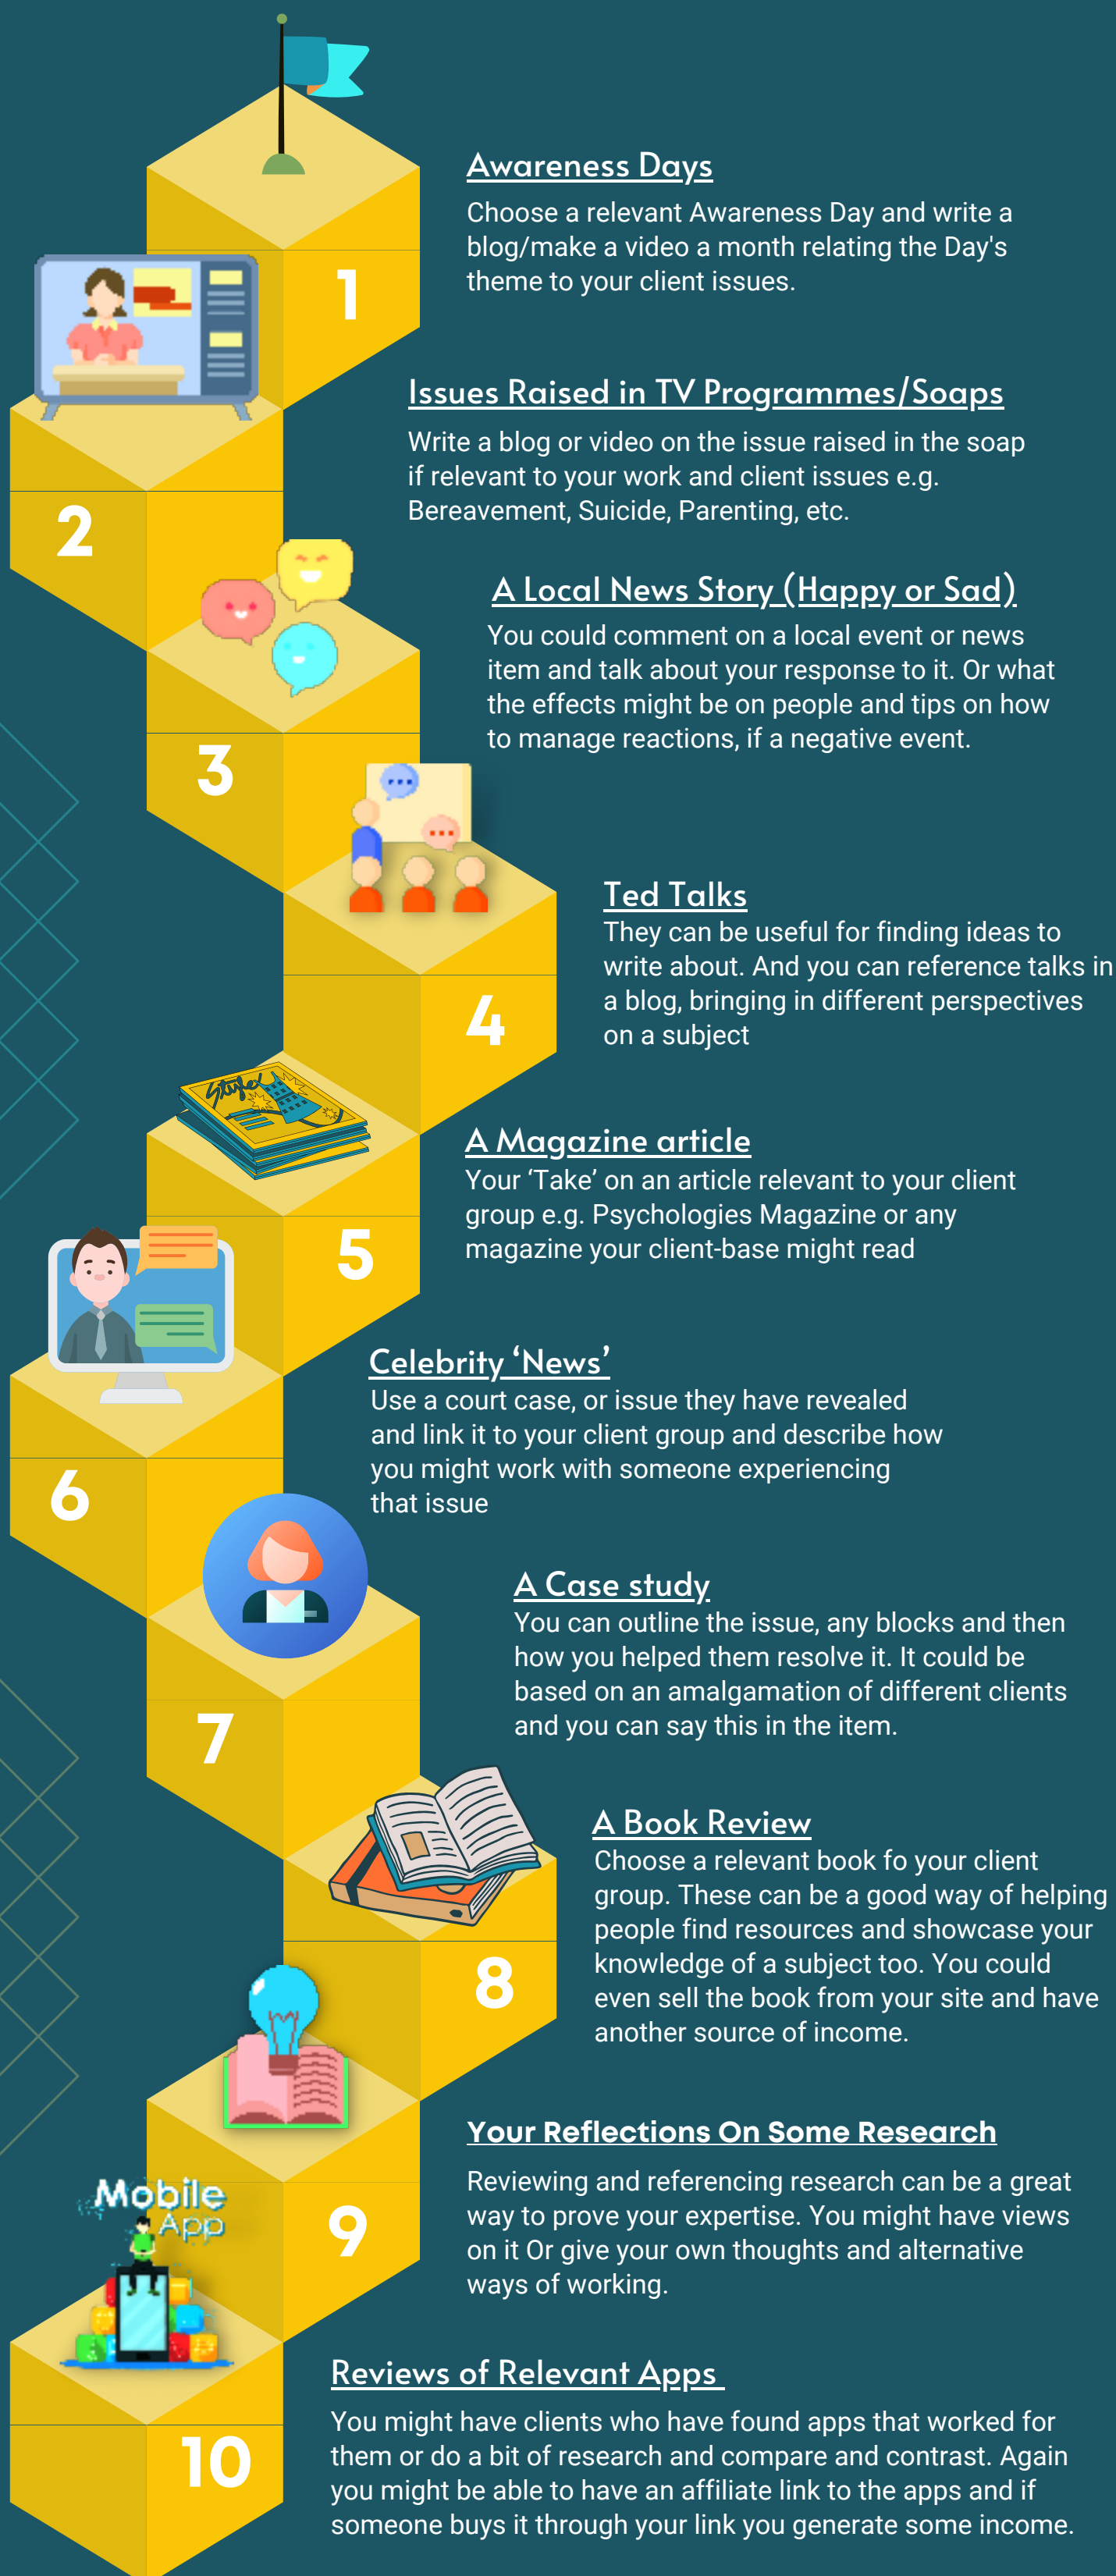 Awareness Days
Choose a relevant Awareness Day and write a
blog/make a video a month relating the Day's
theme to your client issues.
1
Issues Raised in TV Programmes/Soaps
Write a blog or video on the issue raised in the soap
if relevant to your work and client issues e.g.
Bereavement, Suicide, Parenting, etc.
2
A Local News Story (Happy or Sad)
You could comment on a local event or news
item and talk about your response to it. Or what
the effects might be on people and tips on how
to manage reactions, if a negative event.
3
Ted Talks
They can be useful for finding ideas to
write about. And you can reference talks in
a blog, bringing in different perspectives
on a subject
4
Style
A Magazine article
Your ‘Take’ on an article relevant to your client
group e.g. Psychologies Magazine or any
magazine your client-base might read
5
Celebrity ‘News’
Use a court case, or issue they have revealed
and link it to your client group and describe how
you might work with someone experiencing
that issue
6
A Case study
You can outline the issue, any blocks and then
how you helped them resolve it. It could be
based on an amalgamation of different clients
and you can say this in the item.
7
A Book Review
Choose a relevant book fo your client
group. These can be a good way of helping
people find resources and showcase your
knowledge of a subject too. You could
even sell the book from your site and have
another source of income.
8
Your Reflections On Some Research
Reviewing and referencing research can be a great
way to prove your expertise. You might have views
on it Or give your own thoughts and alternative
ways of working.
9
Mobile
App
Reviews of Relevant Apps
You might have clients who have found apps that worked for
them or do a bit of research and compare and contrast. Again
you might be able to have an affiliate link to the apps and if
someone buys it through your link you generate some income.
10